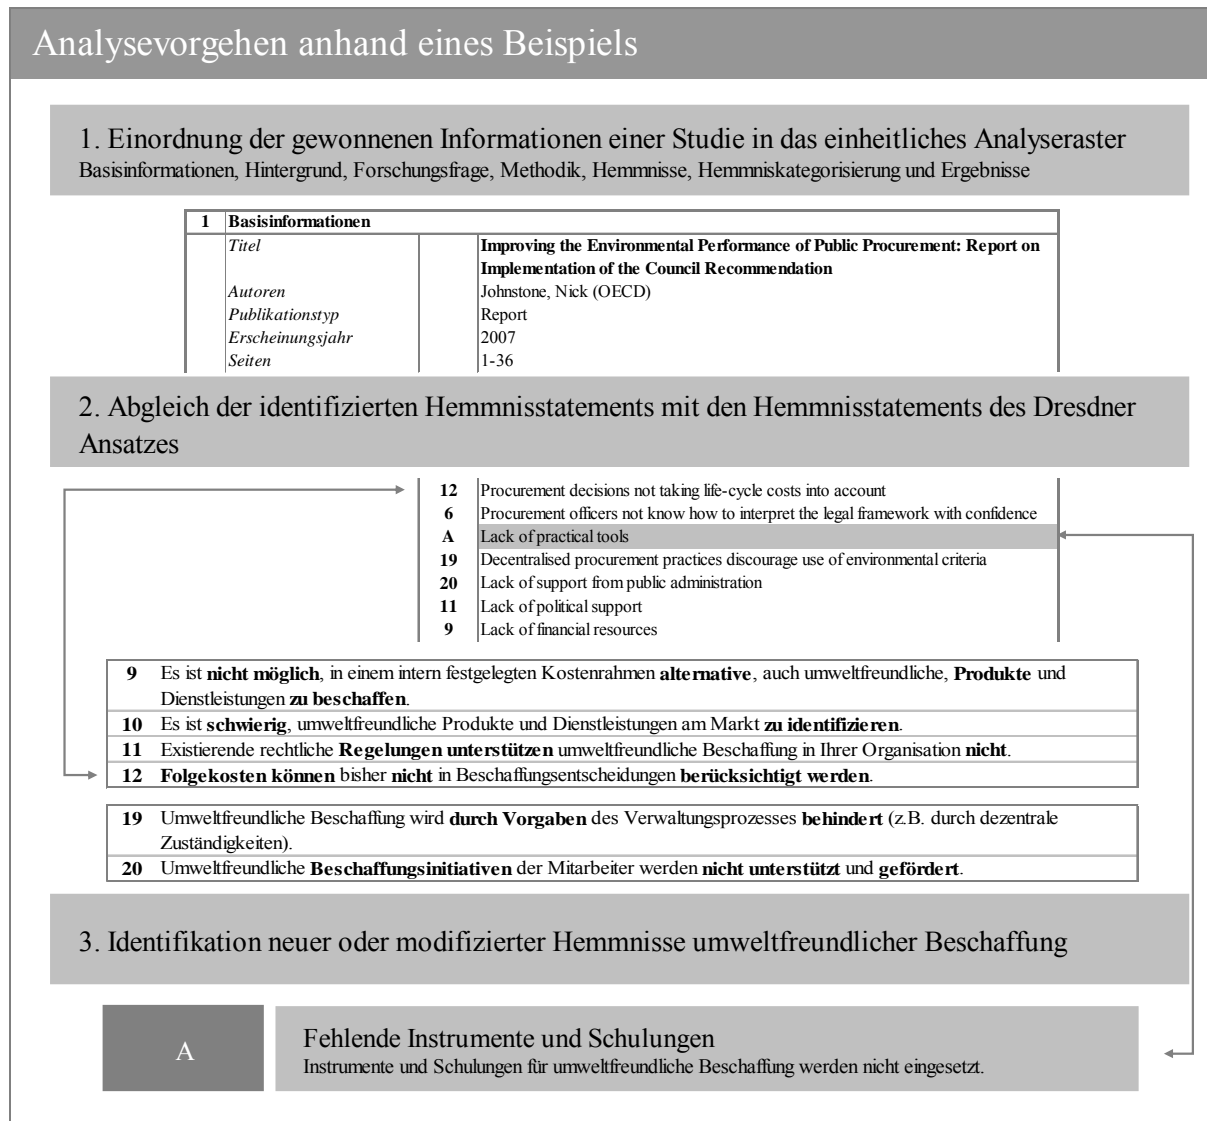 Analysevorgehen anhand eines Beispiels
1. Einordnung der gewonnenen Informationen einer Studie in das einheitliches Analyseraster
Basisinformationen, Hintergrund, Forschungsfrage, Methodik, Hemmnisse, Hemmniskategorisierung und Ergebnisse
1 Basisinformationen
Titel Improving the Environmental Performance of Public Procurement: Report on
Implementation of the Council Recommendation
Autoren Johnstone, Nick (OECD)
Publikationstyp Report
Erscheinungsjahr 2007
Seiten 1-36
2. Abgleich der identifizierten Hemmnisstatements mit den Hemmnisstatements des Dresdner
Ansatzes
12 Procurement decisions not taking life-cycle costs into account
6 Procurement officers not know how to interpret the legal framework with confidence
A Lack of practical tools
19 Decentralised procurement practices discourage use of environmental criteria
20 Lack of support from public administration
11 Lack of political support
9 Lack of financial resources
9 Es ist nicht möglich, in einem intern festgelegten Kostenrahmen alternative, auch umweltfreundliche, Produkte und
Dienstleistungen zu beschaffen.
10 Es ist schwierig, umweltfreundliche Produkte und Dienstleistungen am Markt zu identifizieren.
11 Existierende rechtliche Regelungen unterstützen umweltfreundliche Beschaffung in Ihrer Organisation nicht.
12 Folgekosten können bisher nicht in Beschaffungsentscheidungen berücksichtigt werden.
19 Umweltfreundliche Beschaffung wird durch Vorgaben des Verwaltungsprozesses behindert (z.B. durch dezentrale
Zuständigkeiten).
20 Umweltfreundliche Beschaffungsinitiativen der Mitarbeiter werden nicht unterstützt und gefördert.
3. Identifikation neuer oder modifizierter Hemmnisse umweltfreundlicher Beschaffung
A
Fehlende Instrumente und Schulungen
Instrumente und Schulungen für umweltfreundliche Beschaffung werden nicht eingesetzt.